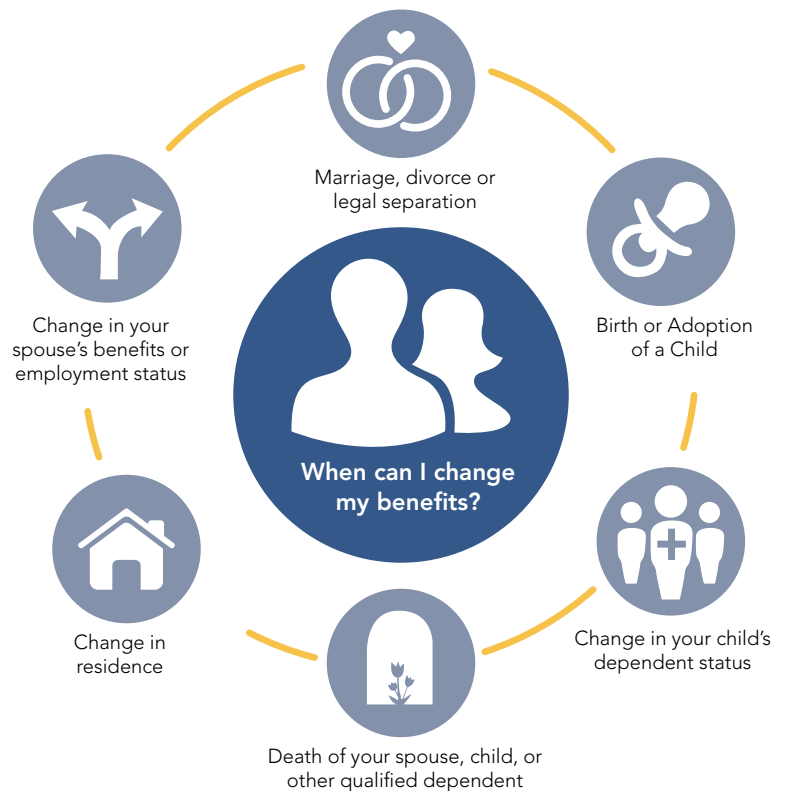 Marriage, divorce or
legal separation
Birth or Adoption
of a Child
Change in your child's
dependent status
Death of your spouse, child, or
other qualified dependent
Change in
residence
Change in your
spouse's benefits or
employment status
When can I change
my benefits?